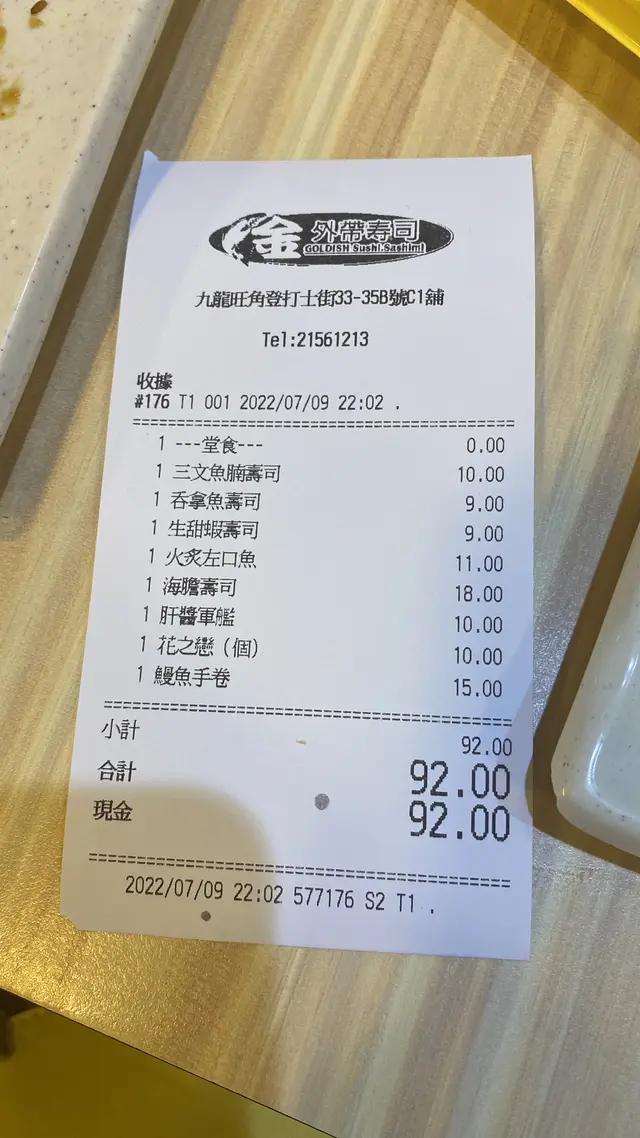 金 外帶寿司
GOLDISH Sushi.Sashimi
九龍旺角登打士街33-35B號C1舖
Tel:21561213
收據
#176 T1 001 2022/07/09 22:02 .
1 ---堂食--- 0.00
1 三文魚腩壽司 10.00
1 吞拿魚壽司 9.00
1 生甜蝦壽司 9.00
1 火炙左口魚 11.00
1 海膽壽司 18.00
1 肝醬軍艦 10.00
1 花之戀（個） 10.00
1 鰻魚手卷 15.00
小計 92.00
合計 92.00
現金 92.00
2022/07/09 22:02 577176 S2 T1 .